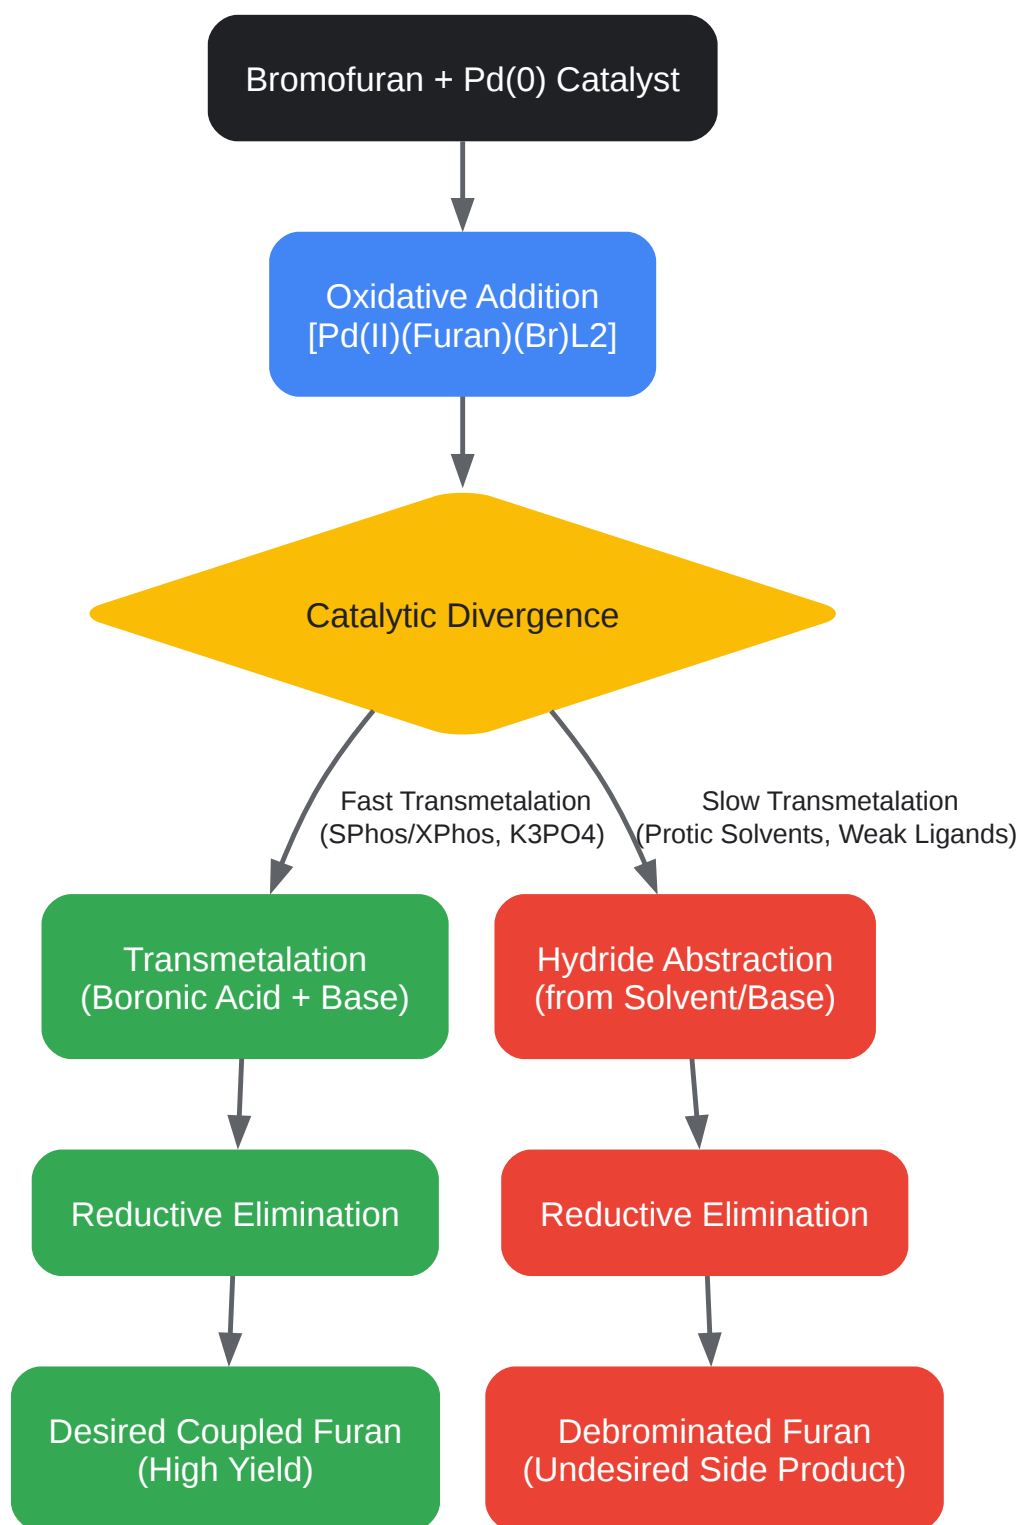 Bromofuran + Pd(0) Catalyst
Oxidative Addition
[Pd(II)(Furan)(Br)L2]
Catalytic Divergence
Fast Transmetalation
(SPhos/XPhos, K3PO4)
Slow Transmetalation
(Protic Solvents, Weak Ligands)
Transmetalation
(Boronic Acid + Base)
Hydride Abstraction
(from Solvent/Base)
Reductive Elimination
Reductive Elimination
Desired Coupled Furan
(High Yield)
Debrominated Furan
(Undesired Side Product)